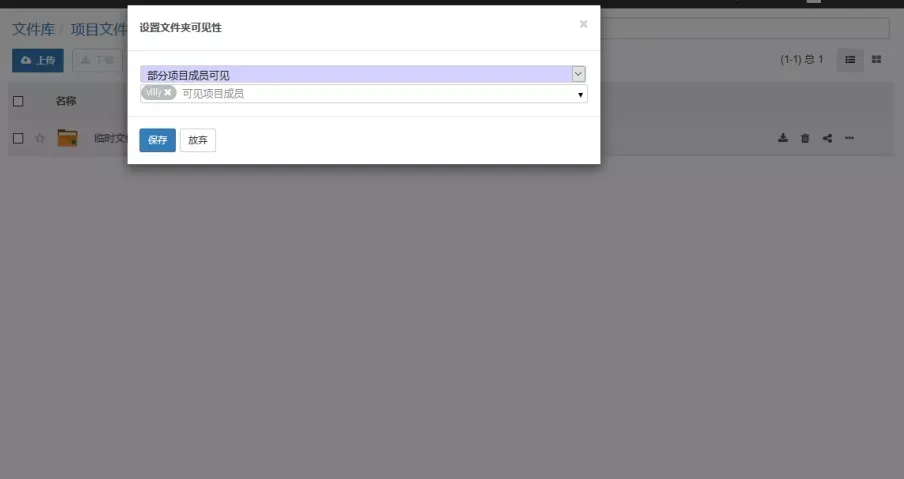 设置文件夹可见性
×
文件库 / 项目文件
部分项目成员可见
villy × 可见项目成员
上传 下载
(1-1) 总 1
名称
保存 放弃
临时文件